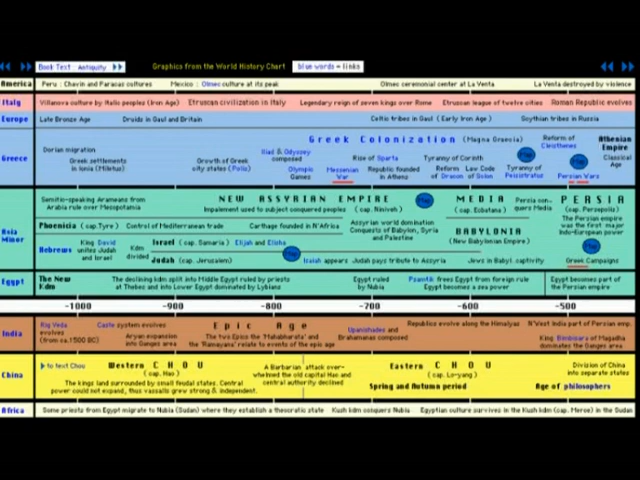 Book Text : Antiquity
Graphics from the World History Chart
blue words = links
America
Peru : Chavin and Paracas cultures
Mexico : Olmec culture at its peak
Olmec ceremonial center at La Venta
La Venta destroyed by violence
Italy
Villanova culture by Italic peoples (Iron Age)
Etruscan civilization in Italy
Legendary reign of seven kings over Rome
Etruscan league of twelve cities
Roman Republic evolves
Europe
Late Bronze Age
Druids in Gaul and Britain
Celtic tribes in Gaul (Early Iron Age)
Scythian tribes in Russia
Greece
Greek Colonization (Magna Graecia)
Dorian migration
Greek settlements
in Ionia (Miletus)
Growth of Greek
city states (Polis)
Iliad & Odyssey
composed
Olympic
Games
Messenian
War
Rise of Sparta
Republic founded
in Athens
Tyranny of Corinth
Reform
of Dracon
Law Code
of Solon
Map
Tyranny of
Peisistratus
Reform of
Cleisthenes
Map
Persian Wars
Athenian
Empire
Classical
Age
Asia
Minor
Semitic-speaking Arameans from
Arabia rule over Mesopotamia
NEW ASSYRIAN EMPIRE
Impalement used to subject conquered peoples
(cap. Niniveh)
Map
MEDIA
(cap. Ecbatana)
Persia con-
quers Media
PERSIA
(cap. Persepolis)
The Persian empire
was the first major
Indo-European power
Map
Greek Campaigns
Phoenicia (cap. Tyre)
Control of Mediterranean trade
Carthage founded in N'Africa
Assyrian world domination
Conquests of Babylon, Syria
and Palestine
BABYLONIA
(New Babylonian Empire)
Hebrews
King David
unites Judah
and Israel
Kdm
divided
Israel (cap. Samaria)
Elijah and Elisha
Judah (cap. Jerusalem)
Map
Isaiah appears
Judah pays tribute to Assyria
Jews in Babyl. captivity
Egypt
The New
Kdm
The declining kdm split into Middle Egypt ruled by priests
at Thebes and into Lower Egypt dominated by Lybians
Egypt ruled
by Nubia
Psamtik frees Egypt from foreign rule
Egypt becomes a sea power
Egypt becomes part of
the Persian empire
-1000
-900
-800
-700
-600
-500
India
Rig Veda
evolves
(from ca.1500 BC)
Caste system evolves
Aryan expansion
into Ganges area
Epic Age
The two Epics the 'Mahabharata' and
the 'Ramayana' relate to events of the epic age
Upanishades and
Brahamanas composed
Republics evolve along the Himalyas
N'West India part of Persian emp.
King Bimbisara of Magadha
dominates the Ganges area
China
to text Chou
Western CHOU
(cap. Hao)
The kings land surrounded by small feudal states. Central
power could not expand, thus vassals grew strong & independent.
A Barbarian attack over-
whelmed the old capital Hao and
central authority declined
Eastern CHOU
(cap. Lo-yang)
Spring and Autumn period
Division of China
into separate states
Age of philosophers
Africa
Some priests from Egypt migrate to Nubia (Sudan) where they establish a theocratic state
Kush kdm conquers Nubia
Egyptian culture survives in the Kush kdm (cap. Meroe) in the Sudan